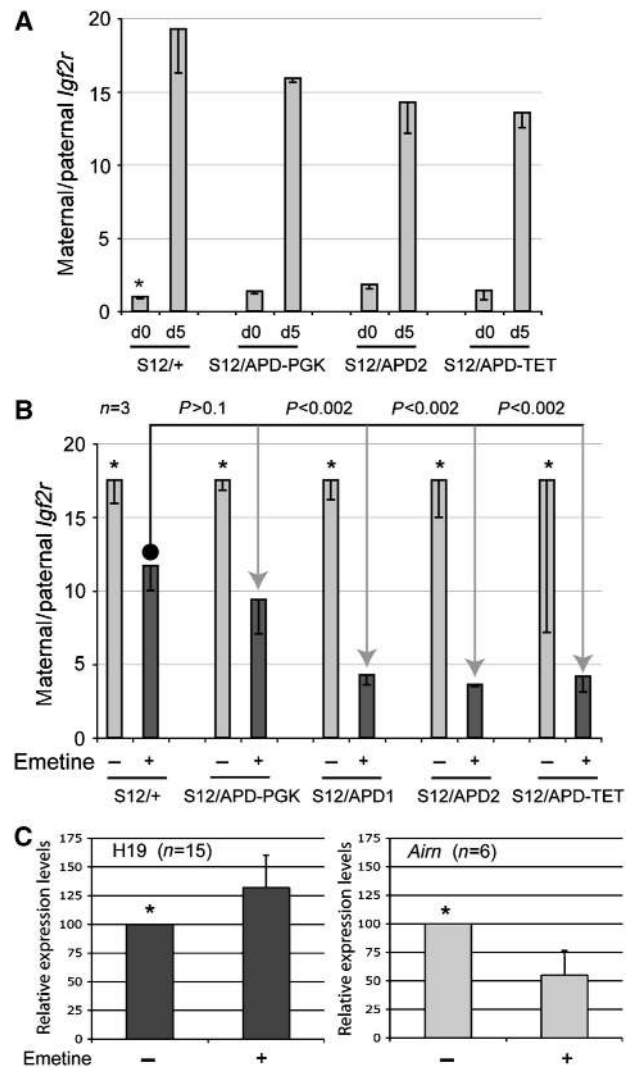 A
Maternal/paternal Igf2r
20
15
10
5
0
*
d0 d5 d0 d5 d0 d5 d0 d5
S12/+ S12/APD-PGK S12/APD2 S12/APD-TET
B
n=3 P>0.1 P<0.002 P<0.002 P<0.002
Maternal/paternal Igf2r
20
15
10
5
0
* * * * *
Emetine – + – + – + – + – +
S12/+ S12/APD-PGK S12/APD1 S12/APD2 S12/APD-TET
C
Relative expression levels
175
150
125
100
75
50
25
0
H19 (n=15)
*
Emetine – +
Relative expression levels
175
150
125
100
75
50
25
0
Airn (n=6)
*
– +